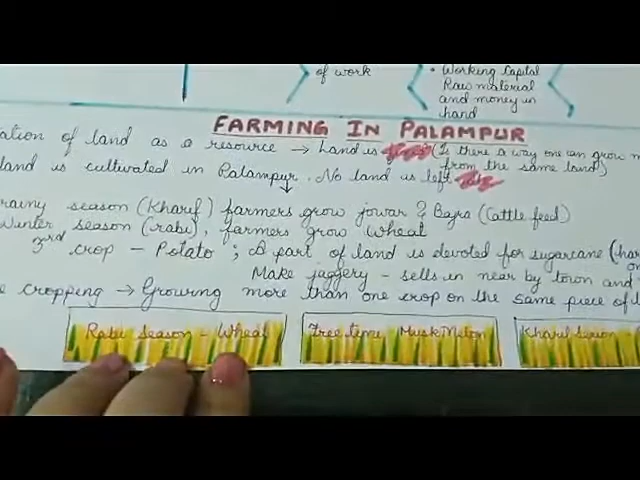 of work
• Working Capital
Raw material
and money in
hand
FARMING IN PALAMPUR
ation of land as a resource → Land is (Is there a way one can grow m
from the same land)
land is cultivated in Palampur. No land is left
rainy season (Kharif) farmers grow jowar & Bajra (cattle feed)
Winter season (rabi), farmers grow wheat
3rd crop - Potato ; A part of land is devoted for sugarcane (har
Make jaggery - sells in near by town and
e cropping → Growing more than one crop on the same piece of l
Rabi Season - Wheat
Free time MuskMelon
Kharif Season